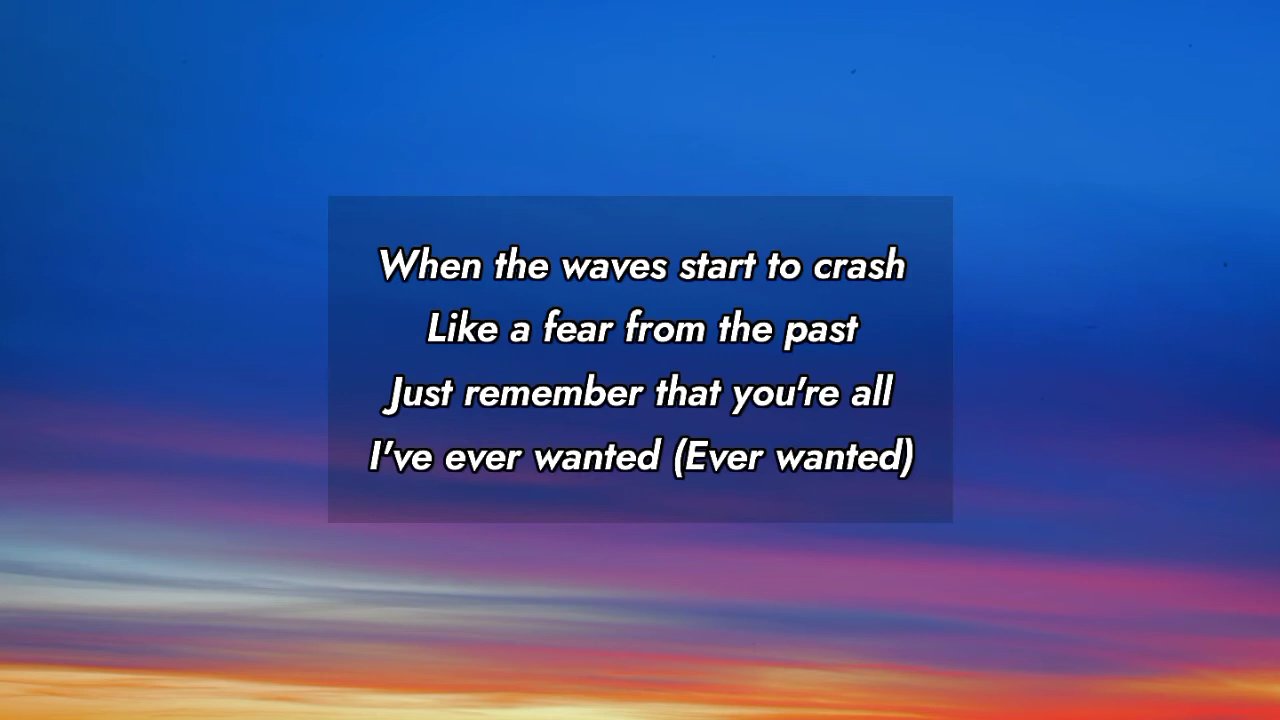 When the waves start to crash
Like a fear from the past
Just remember that you're all
I've ever wanted (Ever wanted)